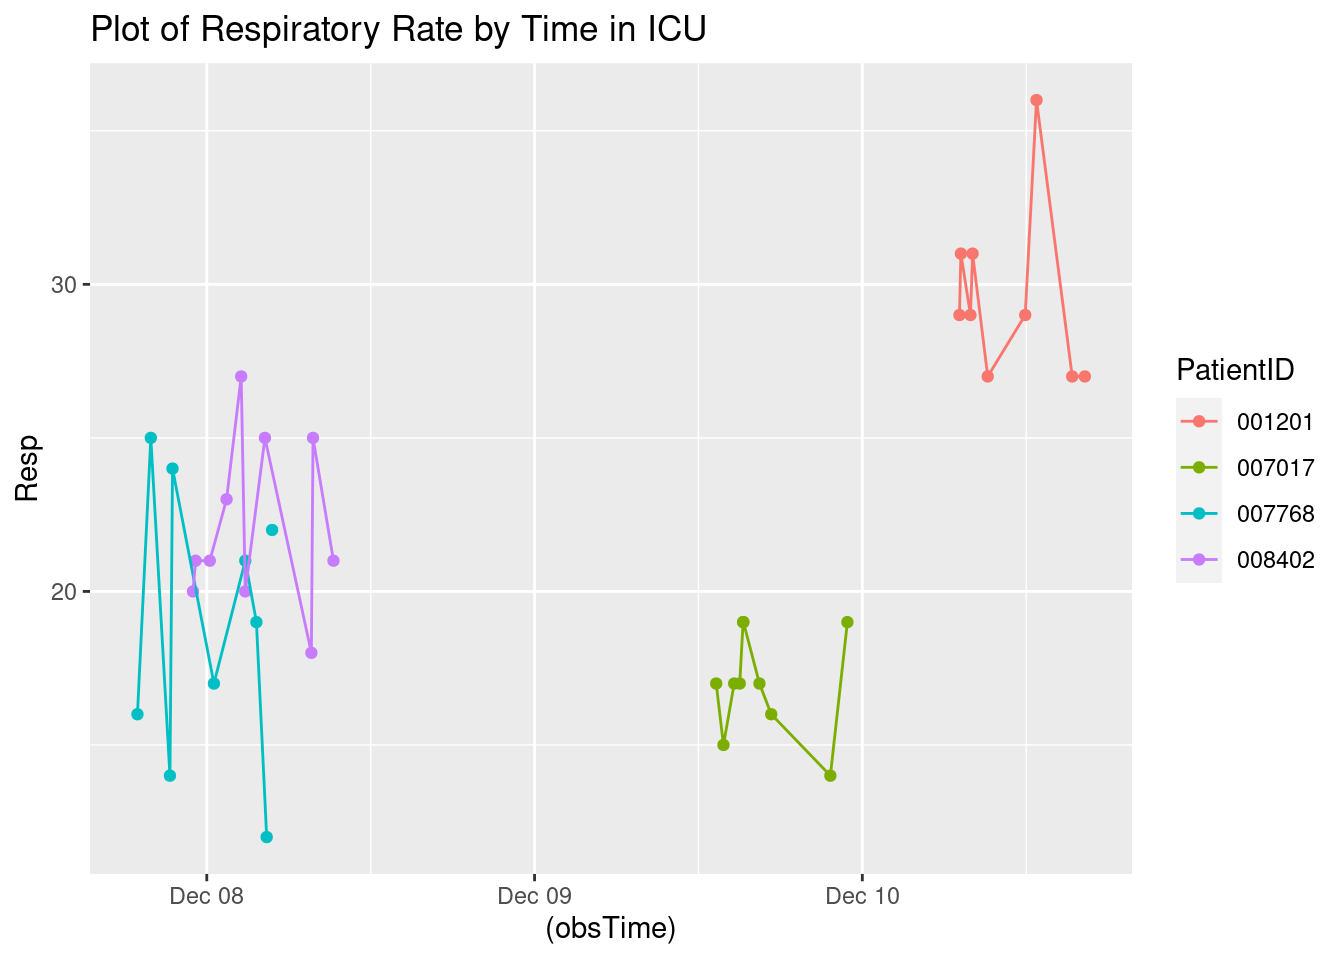 Plot of Respiratory Rate by Time in ICU
Resp
30
20
Dec 08
Dec 09
Dec 10
(obsTime)
PatientID
001201
007017
007768
008402